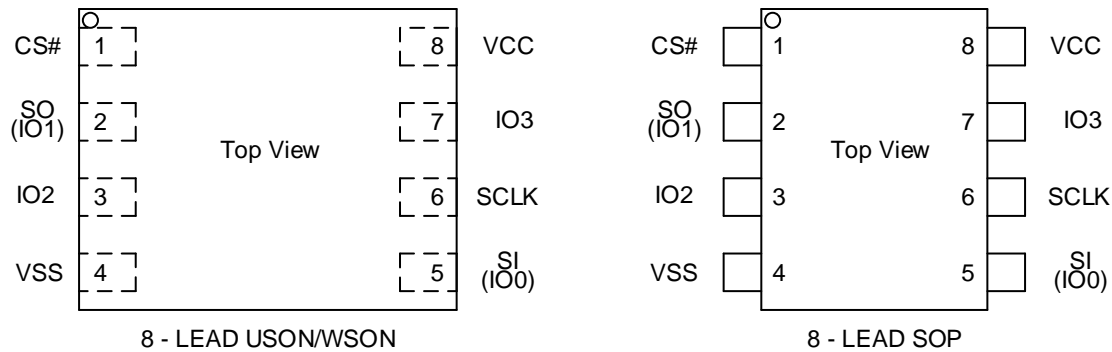 CS# 1 8 VCC
SO
(IO1) 2 7 IO3
Top View
IO2 3 6 SCLK
VSS 4 5 SI
(IO0)
8 - LEAD USON/WSON
CS# 1 8 VCC
SO
(IO1) 2 7 IO3
Top View
IO2 3 6 SCLK
VSS 4 5 SI
(IO0)
8 - LEAD SOP